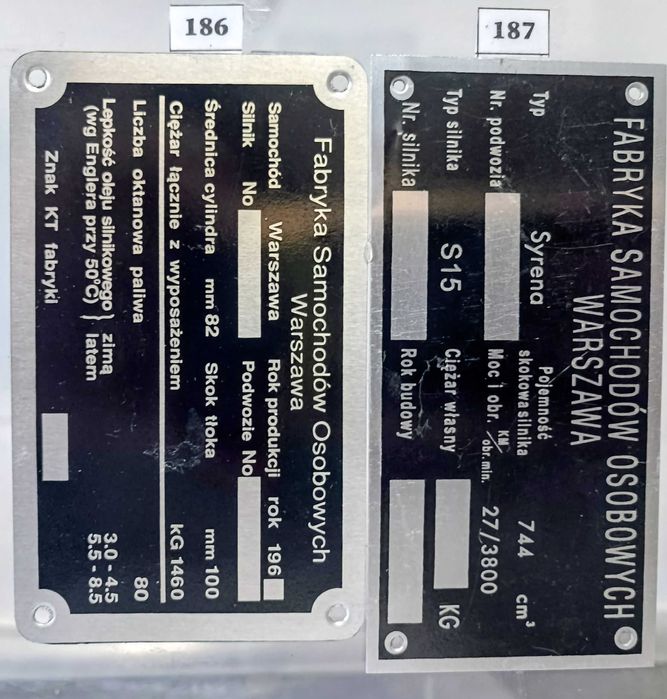 186
Fabryka Samochodów Osobowych
Warszawa
Samochód Warszawa Rok produkcji rok 196
Silnik No Podwozie No
Średnica cylindra mm 82 Skok tłoka mm 100
Ciężar łącznie z wyposażeniem kG 1460
Liczba oktanowa paliwa 80
Lepkość oleju silnikowego } zimą 3.0 - 4.5
(wg Englera przy 50°C) } latem 5.5 - 8.5
Znak KT fabryki
187
FABRYKA SAMOCHODÓW OSOBOWYCH
WARSZAWA
Typ Syrena Pojemność skokowa silnika 744 cm³
Nr. podwozia Moc i obr. KM/obr.min. 27/3800
Typ silnika S15 Ciężar własny KG
Nr. silnika Rok budowy